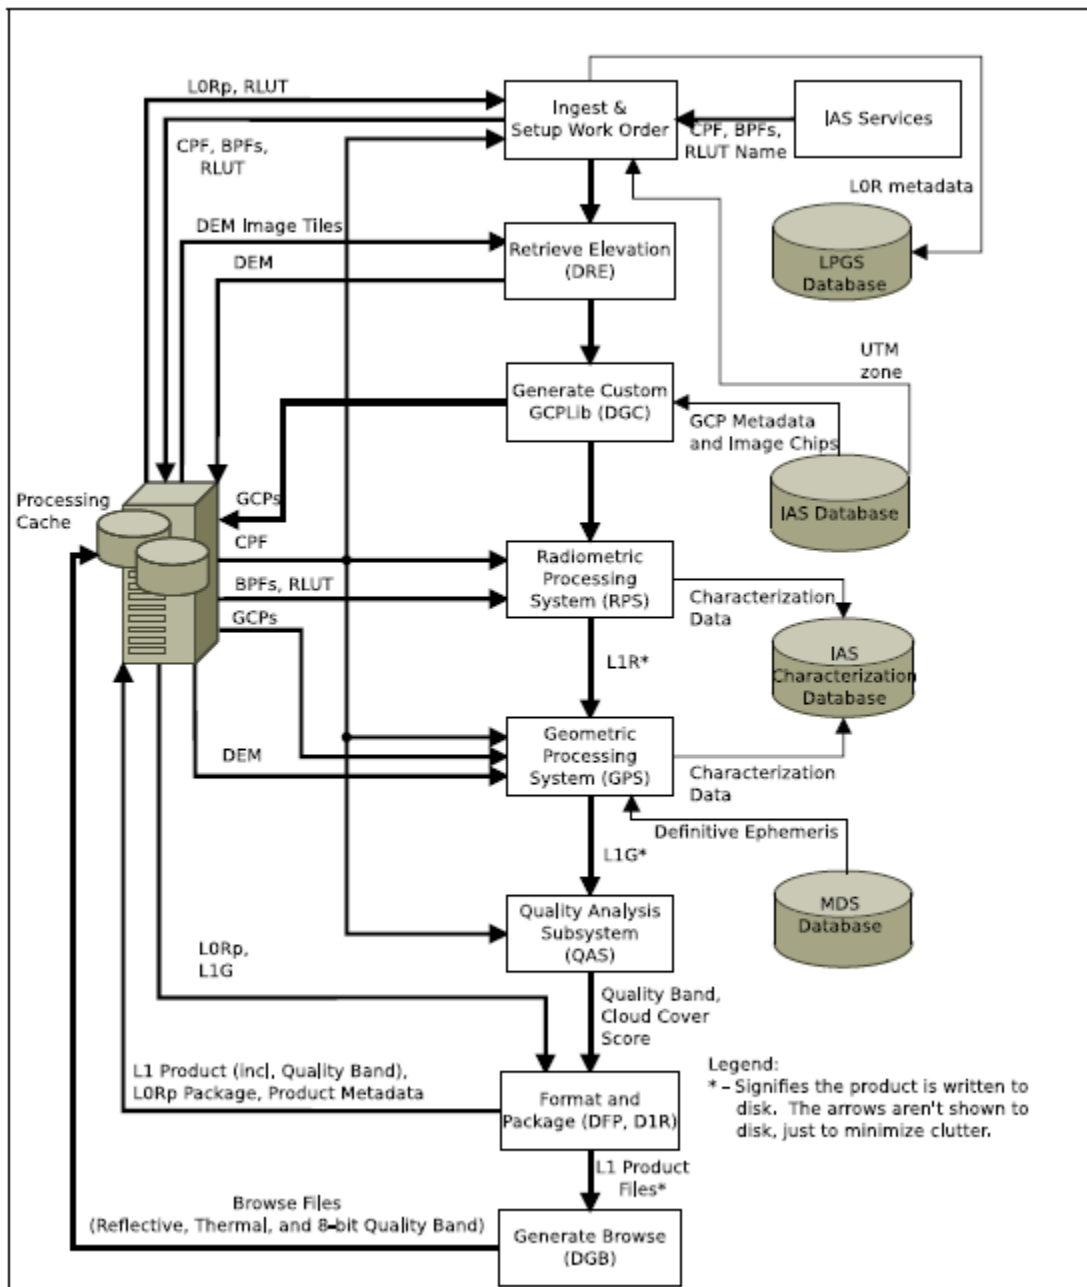 L0Rp, RLUT
Ingest &
Setup Work Order
IAS Services
CPF, BPFs,
RLUT Name
CPF, BPFs,
RLUT
L0R metadata
DEM Image Tiles
Retrieve Elevation
(DRE)
LPGS
Database
DEM
UTM
zone
Generate Custom
GCPLib (DGC)
GCP Metadata
and Image Chips
Processing
Cache
GCPs
IAS Database
CPF
Radiometric
Processing
System (RPS)
BPFs, RLUT
Characterization
Data
GCPs
L1R*
IAS
Characterization
Database
Geometric
Processing
System (GPS)
DEM
Characterization
Data
Definitive Ephemeris
L1G*
MDS
Database
Quality Analysis
Subsystem
(QAS)
L0Rp,
L1G
Quality Band,
Cloud Cover
Score
L1 Product (incl, Quality Band),
L0Rp Package, Product Metadata
Format and
Package (DFP, D1R)
Legend:
* – Signifies the product is written to
disk. The arrows aren't shown to
disk, just to minimize clutter.
L1 Product
Files*
Browse Files
(Reflective, Thermal, and 8-bit Quality Band)
Generate Browse
(DGB)